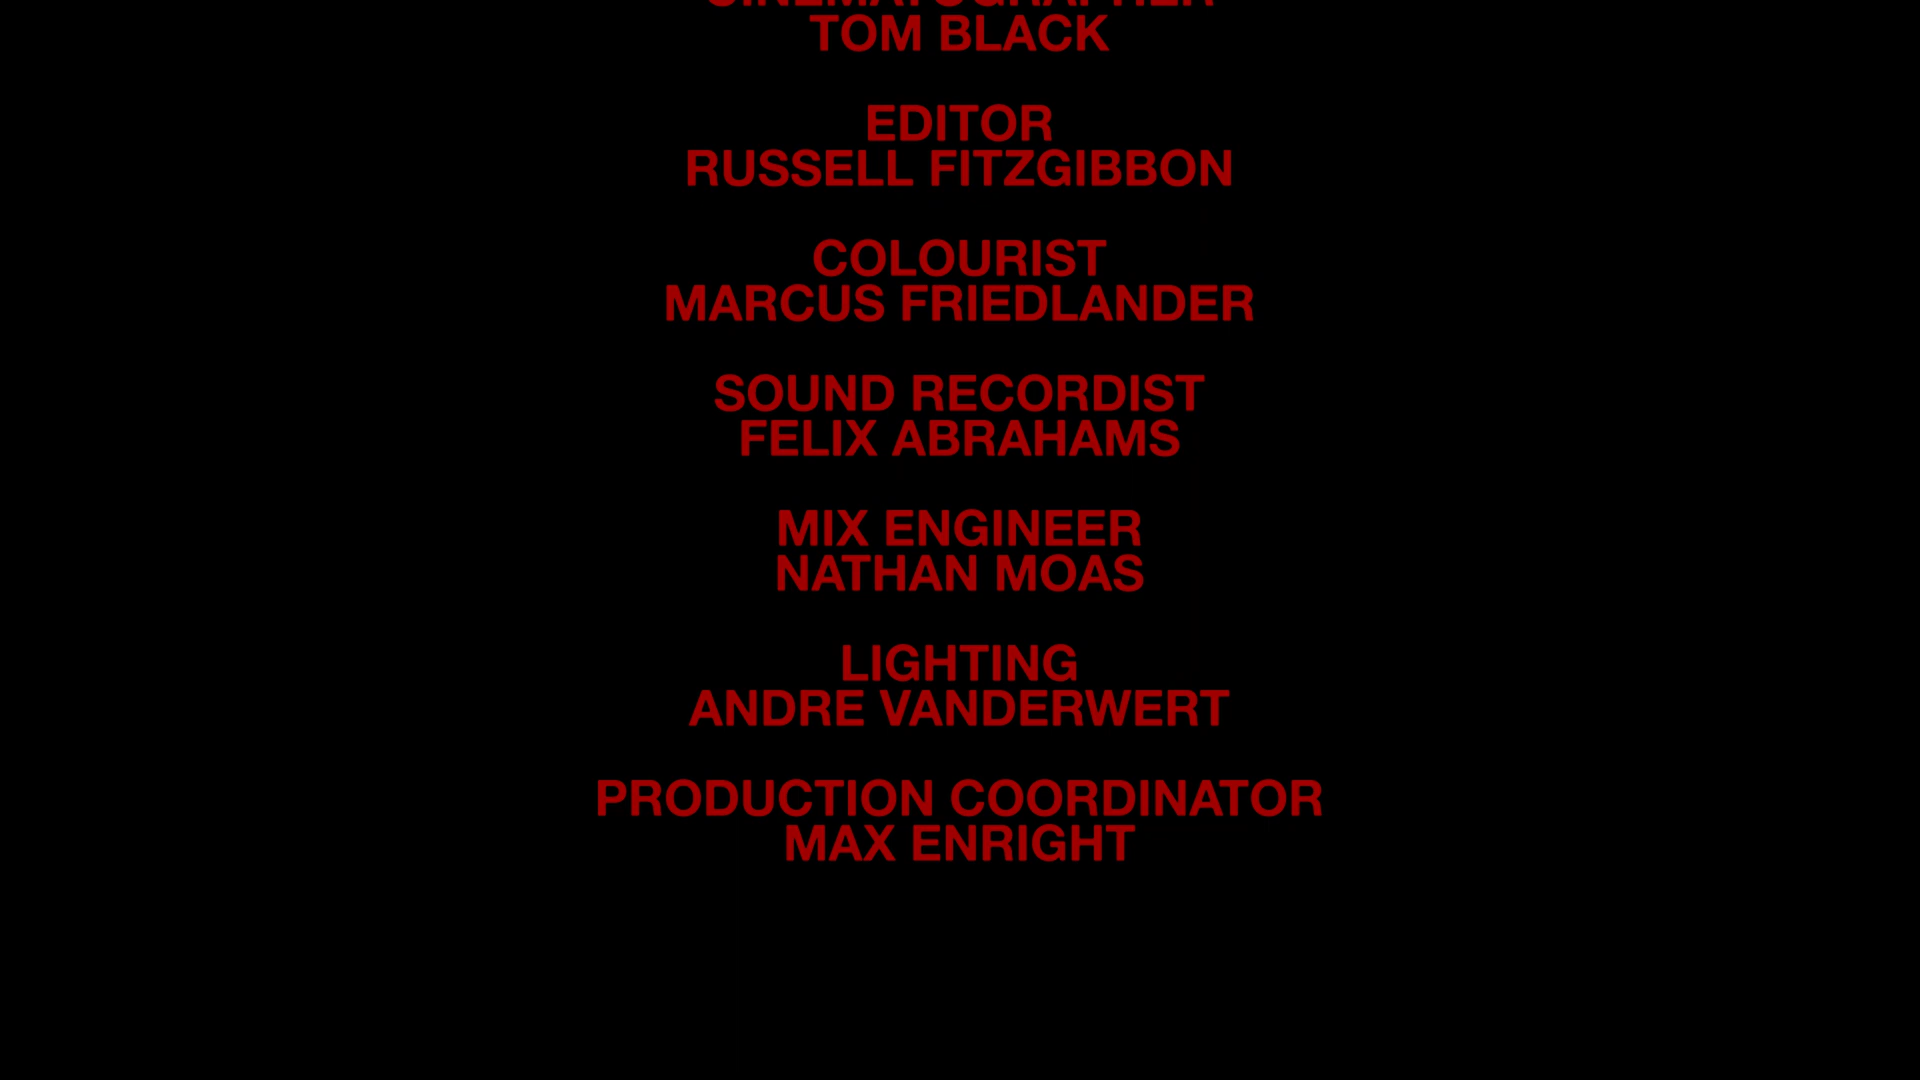 CINEMATOGRAPHER
TOM BLACK
EDITOR
RUSSELL FITZGIBBON
COLOURIST
MARCUS FRIEDLANDER
SOUND RECORDIST
FELIX ABRAHAMS
MIX ENGINEER
NATHAN MOAS
LIGHTING
ANDRE VANDERWERT
PRODUCTION COORDINATOR
MAX ENRIGHT